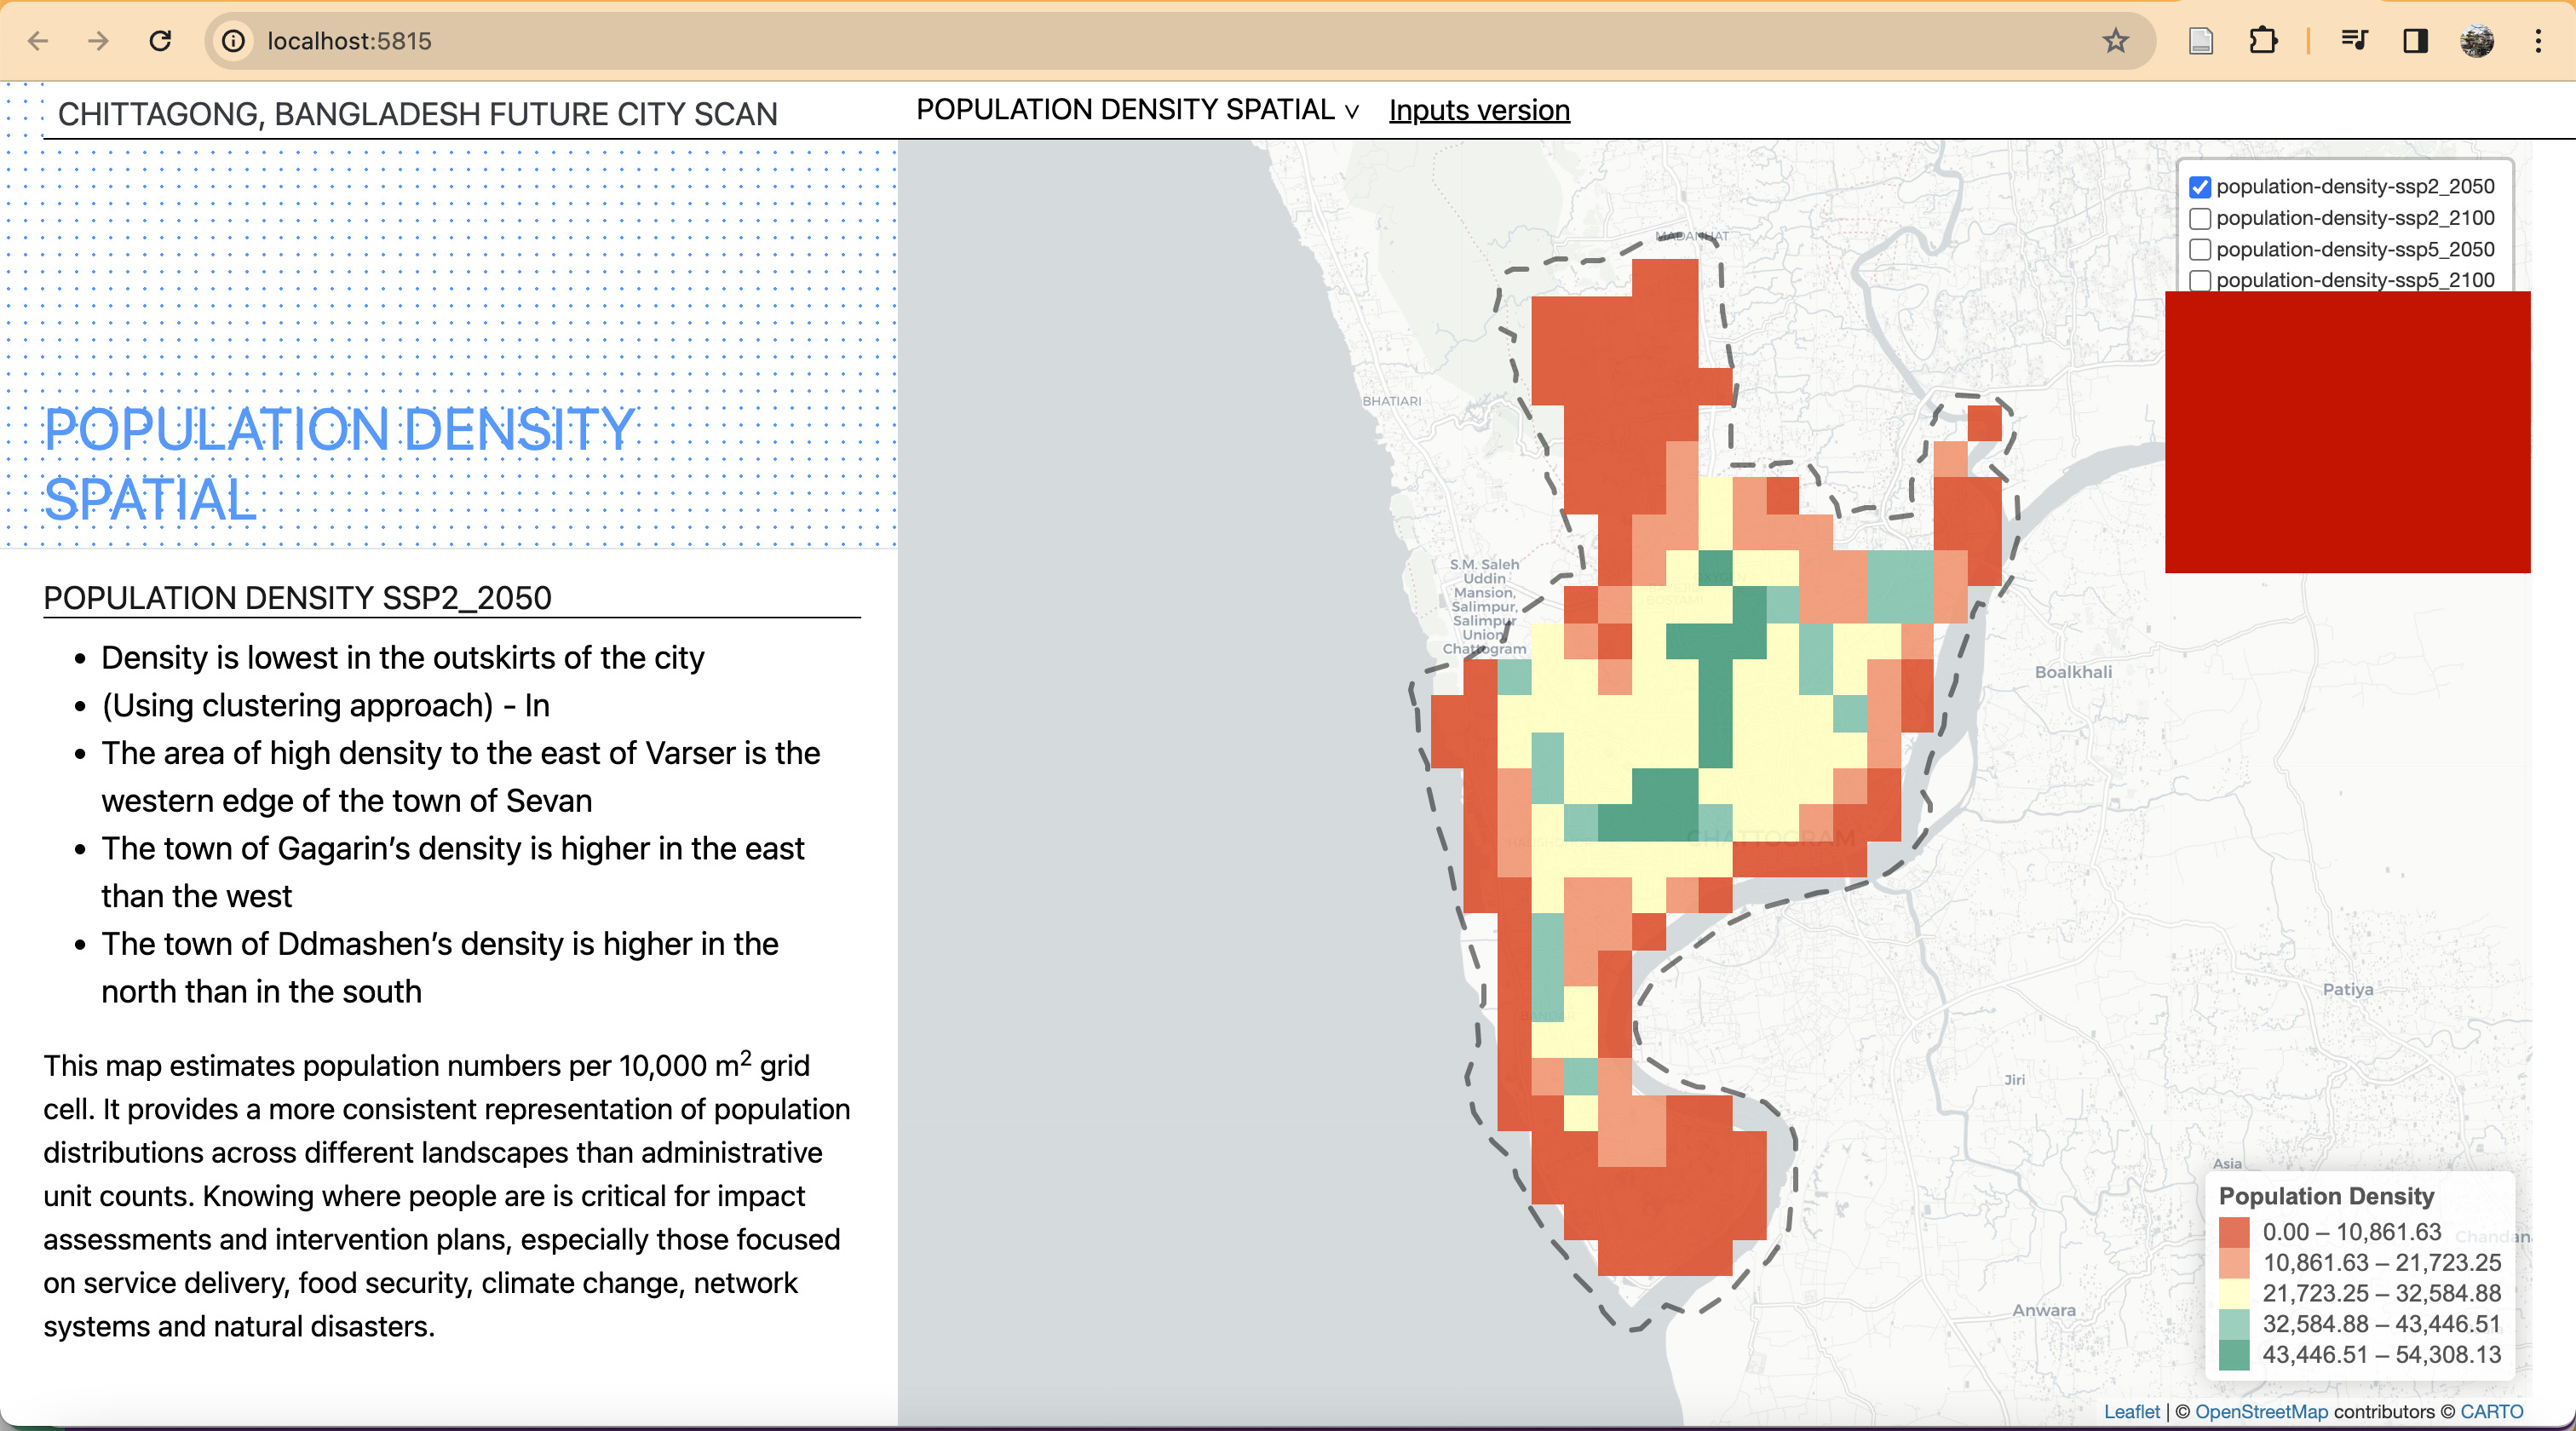 localhost:5815
CHITTAGONG, BANGLADESH FUTURE CITY SCAN
POPULATION DENSITY SPATIAL ∨ Inputs version
POPULATION DENSITY
SPATIAL
POPULATION DENSITY SSP2_2050
• Density is lowest in the outskirts of the city
• (Using clustering approach) - In
• The area of high density to the east of Varser is the
western edge of the town of Sevan
• The town of Gagarin’s density is higher in the east
than the west
• The town of Ddmashen’s density is higher in the
north than in the south
This map estimates population numbers per 10,000 m² grid
cell. It provides a more consistent representation of population
distributions across different landscapes than administrative
unit counts. Knowing where people are is critical for impact
assessments and intervention plans, especially those focused
on service delivery, food security, climate change, network
systems and natural disasters.
population-density-ssp2_2050
population-density-ssp2_2100
population-density-ssp5_2050
population-density-ssp5_2100
MADANHAT
BHATIARI
S.M. Saleh
Uddin
Mansion,
Salimpur,
Salimpur
Union,
Chattogram
Boalkhali
CHATTOGRAM
BANDAR
Patiya
Jiri
Asia
Anwara
Population Density
0.00 – 10,861.63
10,861.63 – 21,723.25
21,723.25 – 32,584.88
32,584.88 – 43,446.51
43,446.51 – 54,308.13
Leaflet | © OpenStreetMap contributors © CARTO